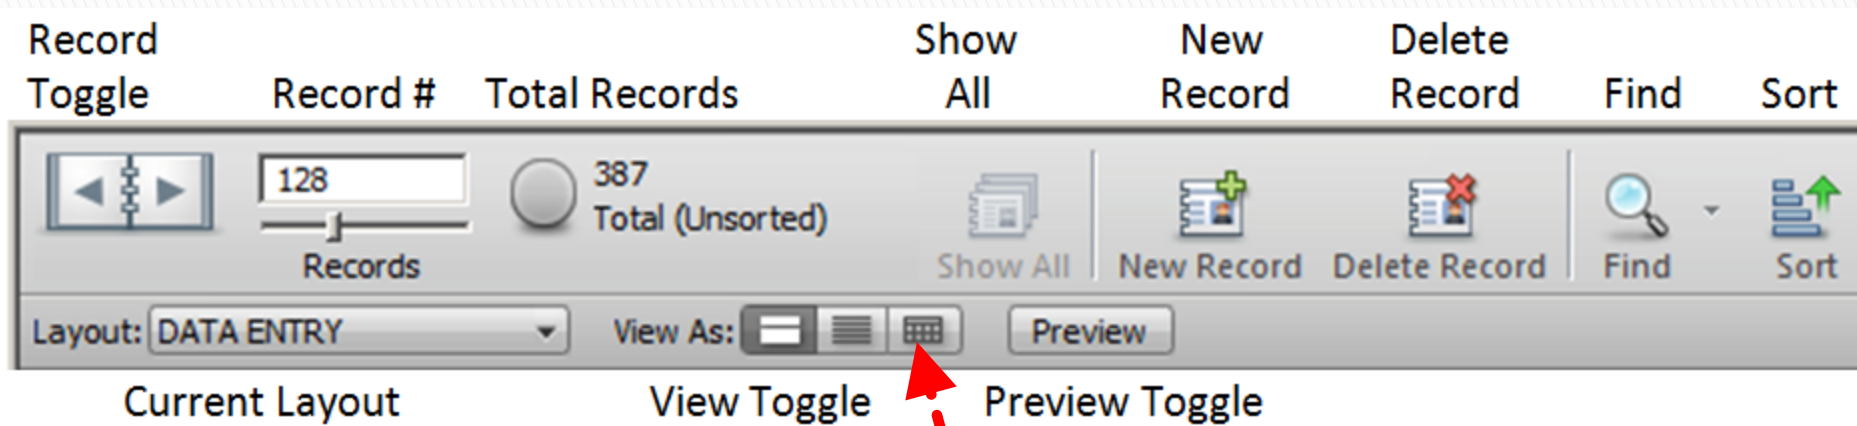 Record
Toggle
Record #
Total Records
Show
All
New
Record
Delete
Record
Find
Sort
128
Records
387
Total (Unsorted)
Show All
New Record
Delete Record
Find
Sort
Layout: DATA ENTRY
View As:
Preview
Current Layout
View Toggle
Preview Toggle